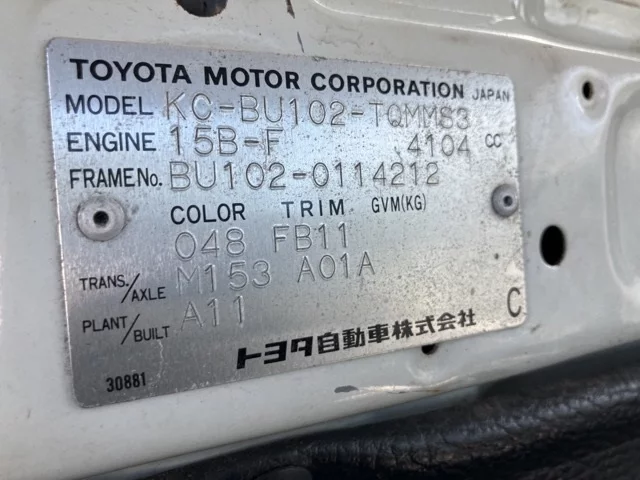 TOYOTA MOTOR CORPORATION JAPAN
MODEL KC-BU102-TQMMS3
ENGINE 15B-F 4104 CC
FRAME No. BU102-0114212
COLOR TRIM GVM(KG)
048 FB11
TRANS./AXLE M153 A01A
PLANT/BUILT A11
C
トヨタ自動車株式会社
30881